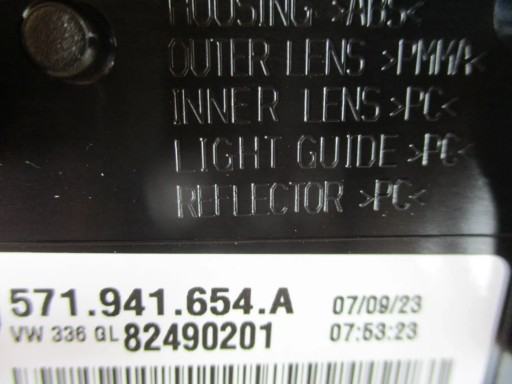 HOUSING >ABS<
OUTER LENS >PMMA<
INNER LENS >PC<
LIGHT GUIDE >PC<
REFLECTOR >PC<
571.941.654.A 07/09/23
VW 336 GL 82490201 07:53:23